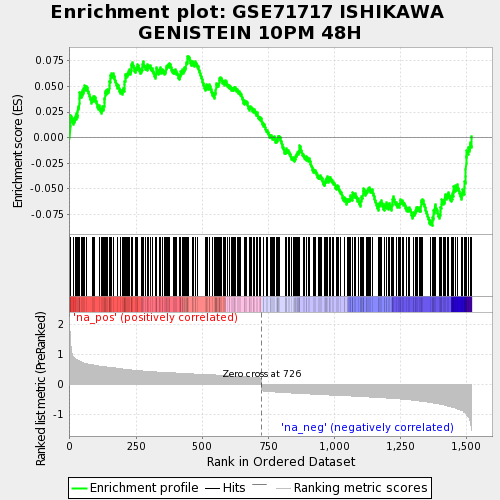 Enrichment plot: GSE71717 ISHIKAWA
GENISTEIN 10PM 48H
Enrichment score (ES)
0.075
0.050
0.025
0.000
-0.025
-0.050
-0.075
Ranked list metric (PreRanked)
'na_pos' (positively correlated)
2
1
0
-1
Zero cross at 726
'na_neg' (negatively correlated)
0
250
500
750
1,000
1,250
1,500
Rank in Ordered Dataset
Enrichment profile
Hits
Ranking metric scores